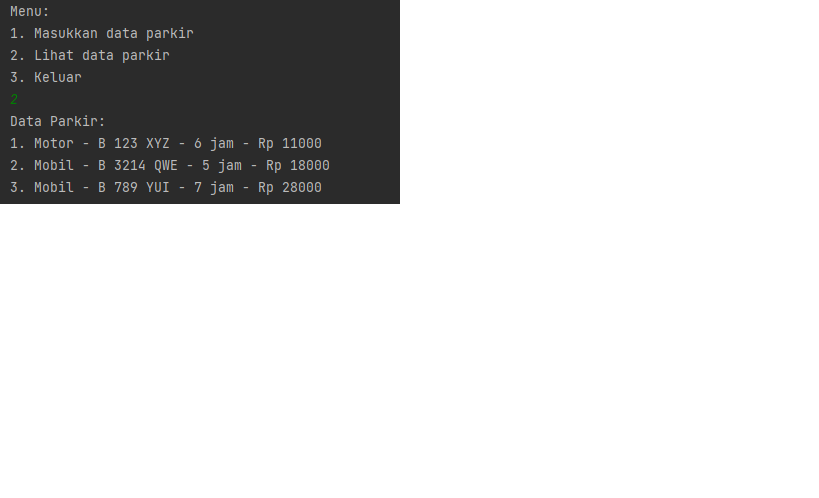 Menu:
1. Masukkan data parkir
2. Lihat data parkir
3. Keluar
2
Data Parkir:
1. Motor - B 123 XYZ - 6 jam - Rp 11000
2. Mobil - B 3214 QWE - 5 jam - Rp 18000
3. Mobil - B 789 YUI - 7 jam - Rp 28000